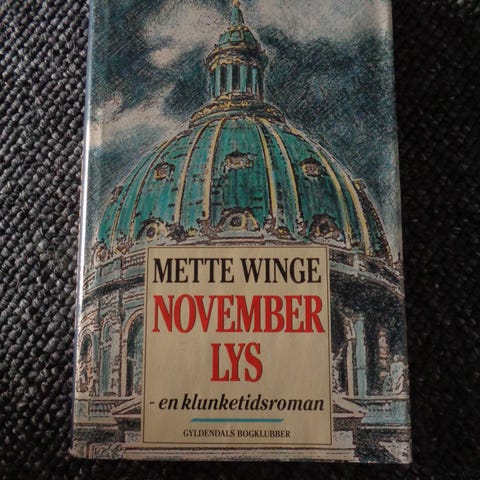 METTE WINGE
NOVEMBER
LYS
- en klunketidsroman
GYLDENDALS BOGKLUBBER